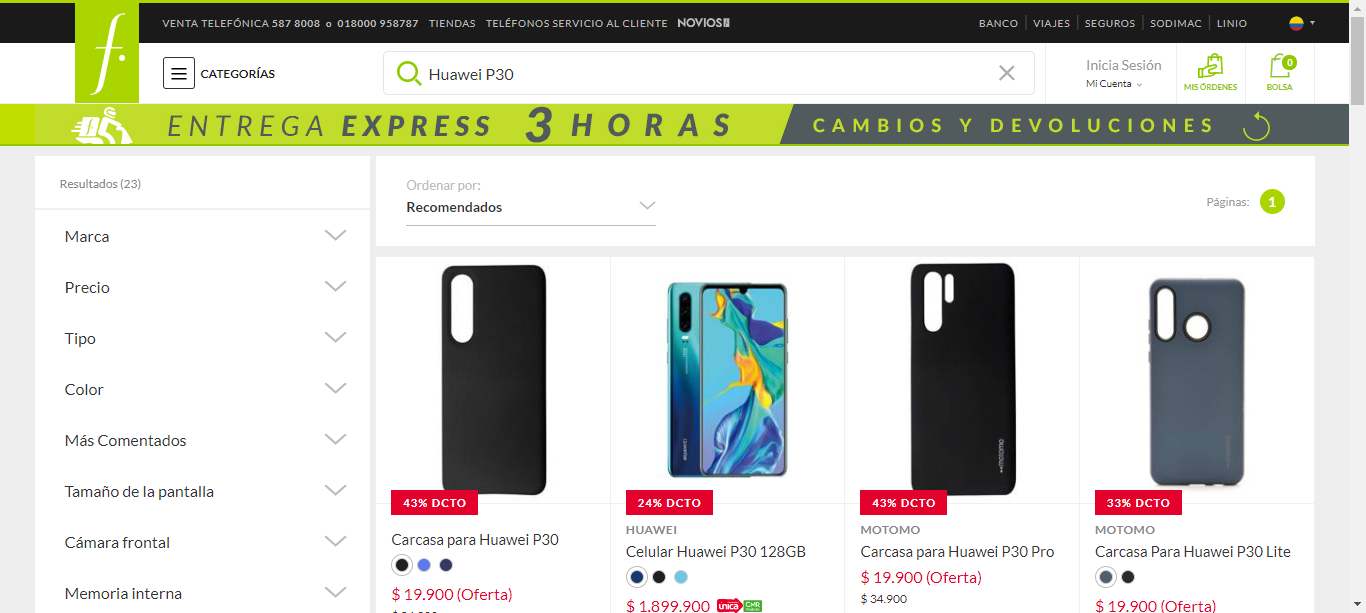 VENTA TELEFÓNICA 587 8008 o 018000 958787 TIENDAS TELÉFONOS SERVICIO AL CLIENTE NOVIOS BANCO VIAJES SEGUROS SODIMAC LINIO
f.
CATEGORÍAS
Huawei P30
Inicia Sesión
Mi Cuenta
MIS ÓRDENES
0
BOLSA
ENTREGA EXPRESS 3 HORAS CAMBIOS Y DEVOLUCIONES
Resultados (23)
Marca
Precio
Tipo
Color
Más Comentados
Tamaño de la pantalla
Cámara frontal
Memoria interna
Ordenar por:
Recomendados
Páginas: 1
43% DCTO
Carcasa para Huawei P30
$ 19.900 (Oferta)
HUAWEI
24% DCTO
HUAWEI
Celular Huawei P30 128GB
$ 1.899.900 única CMR
motomo
43% DCTO
MOTOMO
Carcasa para Huawei P30 Pro
$ 19.900 (Oferta)
$ 34.900
33% DCTO
MOTOMO
Carcasa Para Huawei P30 Lite
$ 19.900 (Oferta)